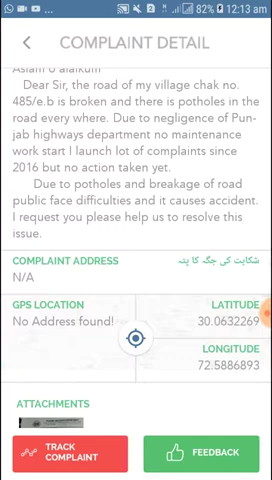 82% 12:13 am
COMPLAINT DETAIL
Aslam o alaikum
Dear Sir, the road of my village chak no.
485/e.b is broken and there is potholes in the
road every where. Due to negligence of Pun-
jab highways department no maintenance
work start I launch lot of complaints since
2016 but no action taken yet.
Due to potholes and breakage of road
public face difficulties and it causes accident.
I request you please help us to resolve this
issue.
COMPLAINT ADDRESS شکایت کی جگہ کا پتہ
N/A
GPS LOCATION LATITUDE
No Address found! 30.0632269
LONGITUDE
72.5886893
ATTACHMENTS
TRACK
COMPLAINT
FEEDBACK